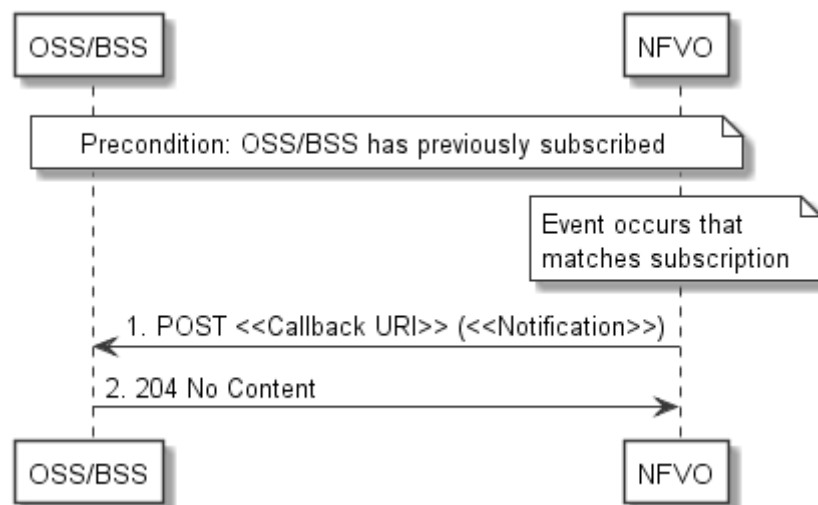 OSS/BSS
NFVO
Precondition: OSS/BSS has previously subscribed
Event occurs that
matches subscription
1. POST <<Callback URI>> (<<Notification>>)
2. 204 No Content
OSS/BSS
NFVO